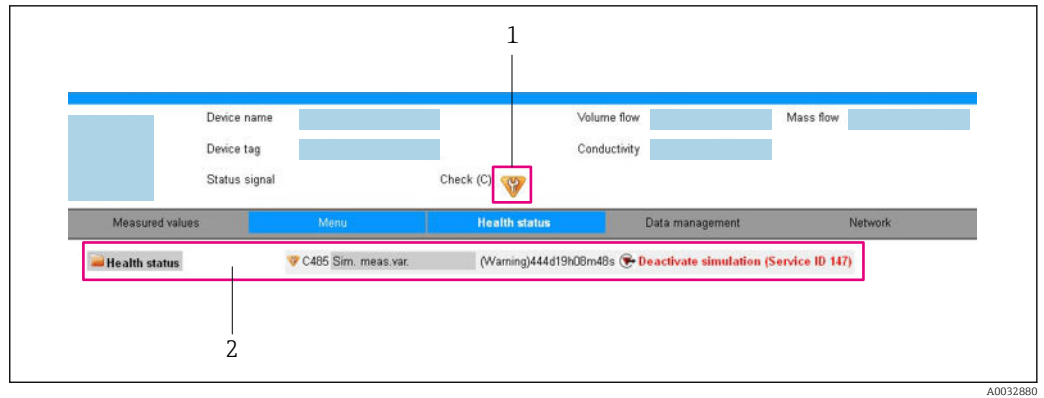 1
Device name
Volume flow
Mass flow
Device tag
Conductivity
Status signal
Check (C)
Measured values
Menu
Health status
Data management
Network
Health status
C485 Sim. meas.var.
(Warning)444d19h08m48s
Deactivate simulation (Service ID 147)
2
A0032880